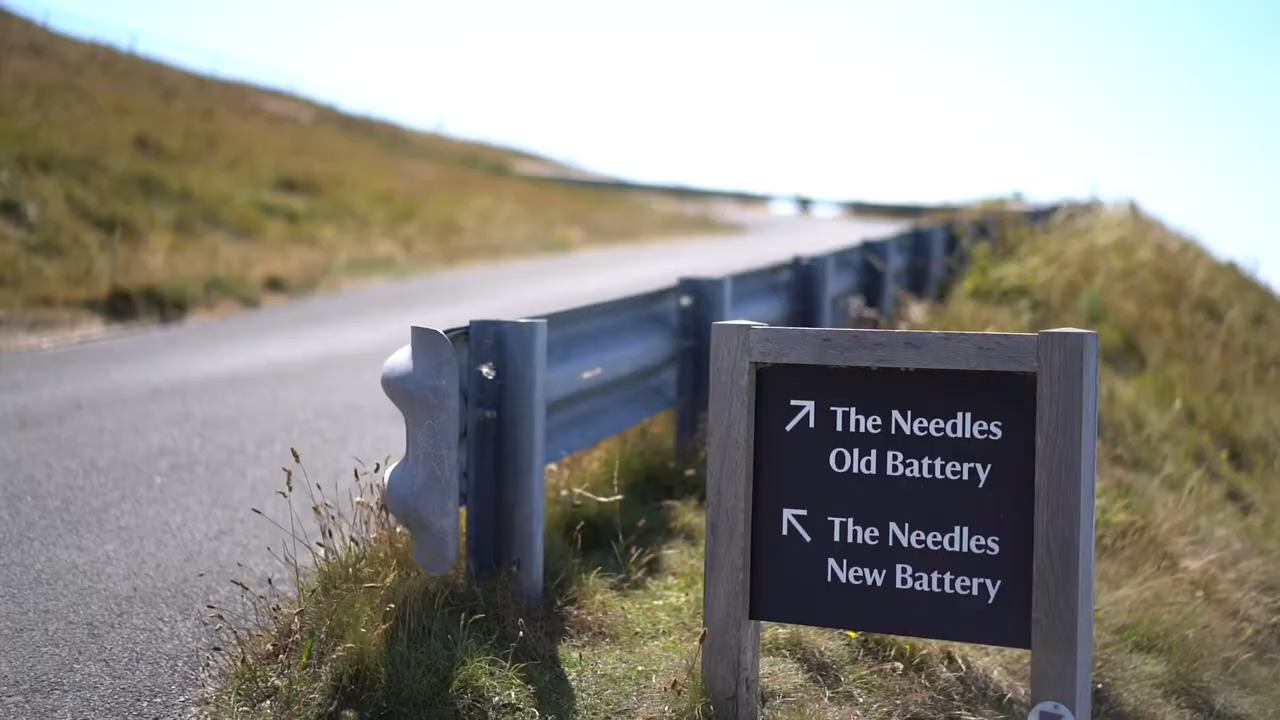 ↗ The Needles
Old Battery
↖ The Needles
New Battery